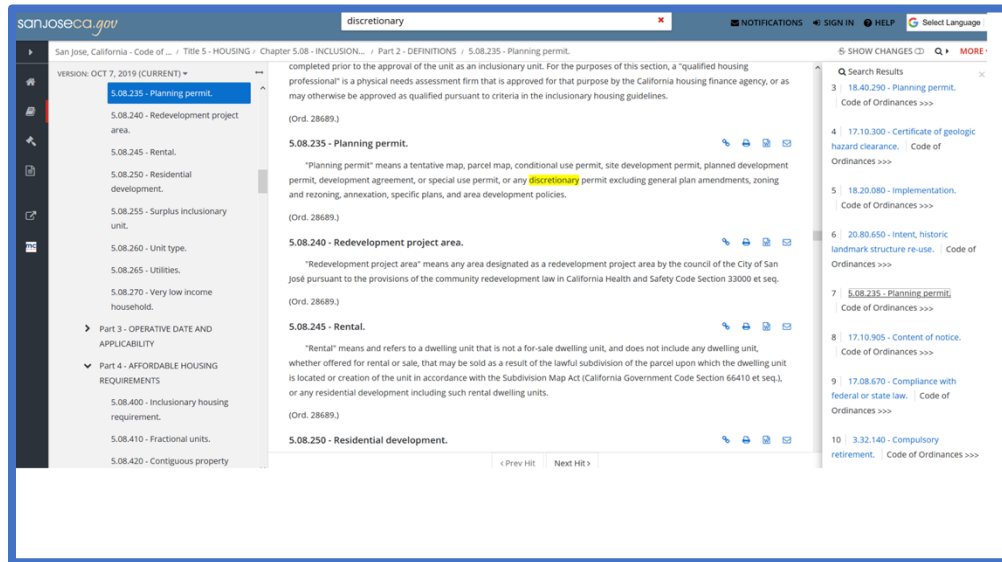 sanjoseca.gov
discretionary
NOTIFICATIONS
SIGN IN
HELP
Select Language
San Jose, California - Code of ... / Title 5 - HOUSING / Chapter 5.08 - INCLUSION... / Part 2 - DEFINITIONS / 5.08.235 - Planning permit.
SHOW CHANGES
MORE
VERSION: OCT 7, 2019 (CURRENT)
5.08.235 - Planning permit.
5.08.240 - Redevelopment project
area.
5.08.245 - Rental.
5.08.250 - Residential
development.
5.08.255 - Surplus inclusionary
unit.
5.08.260 - Unit type.
5.08.265 - Utilities.
5.08.270 - Very low income
household.
Part 3 - OPERATIVE DATE AND
APPLICABILITY
Part 4 - AFFORDABLE HOUSING
REQUIREMENTS
5.08.400 - Inclusionary housing
requirement.
5.08.410 - Fractional units.
5.08.420 - Contiguous property
mc
completed prior to the approval of the unit as an inclusionary unit. For the purposes of this section, a "qualified housing
professional" is a physical needs assessment firm that is approved for that purpose by the California housing finance agency, or as
may otherwise be approved as qualified pursuant to criteria in the inclusionary housing guidelines.
(Ord. 28689.)
5.08.235 - Planning permit.
"Planning permit" means a tentative map, parcel map, conditional use permit, site development permit, planned development
permit, development agreement, or special use permit, or any discretionary permit excluding general plan amendments, zoning
and rezoning, annexation, specific plans, and area development policies.
(Ord. 28689.)
5.08.240 - Redevelopment project area.
"Redevelopment project area" means any area designated as a redevelopment project area by the council of the City of San
José pursuant to the provisions of the community redevelopment law in California Health and Safety Code Section 33000 et seq.
(Ord. 28689.)
5.08.245 - Rental.
"Rental" means and refers to a dwelling unit that is not a for-sale dwelling unit, and does not include any dwelling unit,
whether offered for rental or sale, that may be sold as a result of the lawful subdivision of the parcel upon which the dwelling unit
is located or creation of the unit in accordance with the Subdivision Map Act (California Government Code Section 66410 et seq.),
or any residential development including such rental dwelling units.
(Ord. 28689.)
5.08.250 - Residential development.
< Prev Hit
Next Hit >
Search Results
3 18.40.290 - Planning permit.
Code of Ordinances >>>
4 17.10.300 - Certificate of geologic
hazard clearance. Code of
Ordinances >>>
5 18.20.080 - Implementation.
Code of Ordinances >>>
6 20.80.650 - Intent, historic
landmark structure re-use. Code of
Ordinances >>>
7 5.08.235 - Planning permit.
Code of Ordinances >>>
8 17.10.905 - Content of notice.
Code of Ordinances >>>
9 17.08.670 - Compliance with
federal or state law. Code of
Ordinances >>>
10 3.32.140 - Compulsory
retirement. Code of Ordinances >>>